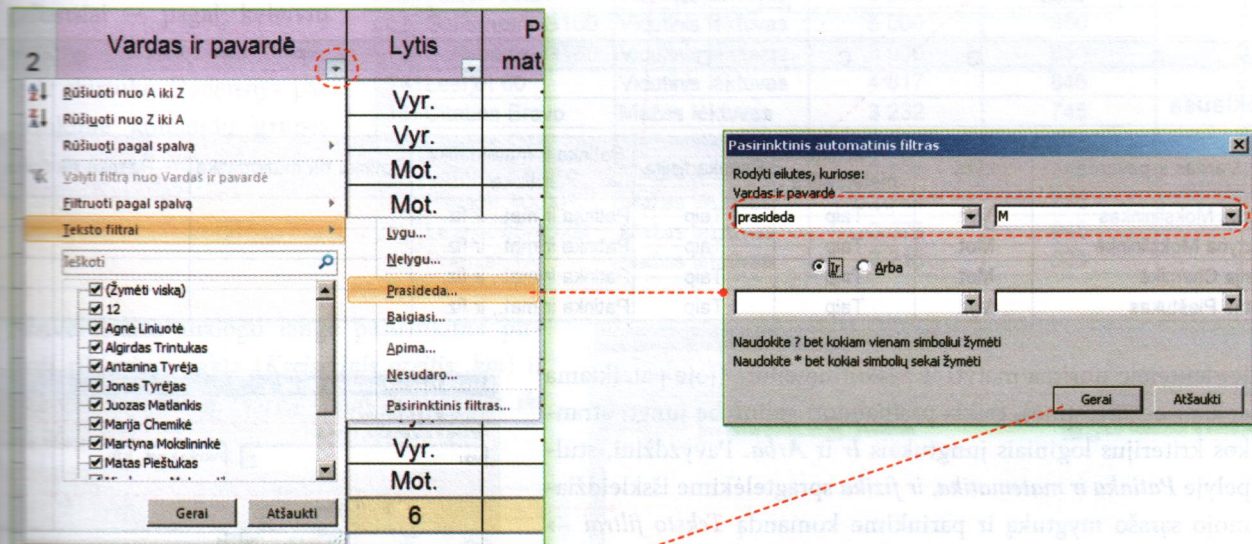 2
Vardas ir pavardė
Lytis
mate
Rūšiuoti nuo A iki Z
Rūšiuoti nuo Z iki A
Rūšiuoti pagal spalvą
Valyti filtrą nuo Vardas ir pavardė
Filtruoti pagal spalvą
Teksto filtrai
Ieškoti
(Žymėti viską)
12
Agnė Liniuotė
Algirdas Trintukas
Antanina Tyrėja
Jonas Tyrėjas
Juozas Matlankis
Marija Chemikė
Martyna Mokslininkė
Matas Pieštukas
Gerai
Atšaukti
Vyr.
Vyr.
Mot.
Mot.
Lygu...
Nelygu...
Prasideda...
Baigiasi...
Apima...
Nesudaro...
Pasirinktinis filtras...
Vyr.
Mot.
6
Pasirinktinis automatinis filtras
Rodyti eilutes, kuriose:
Vardas ir pavardė
prasideda
M
Ir
Arba
Naudokite ? bet kokiam vienam simboliui žymėti
Naudokite * bet kokiai simbolių sekai žymėti
Gerai
Atšaukti